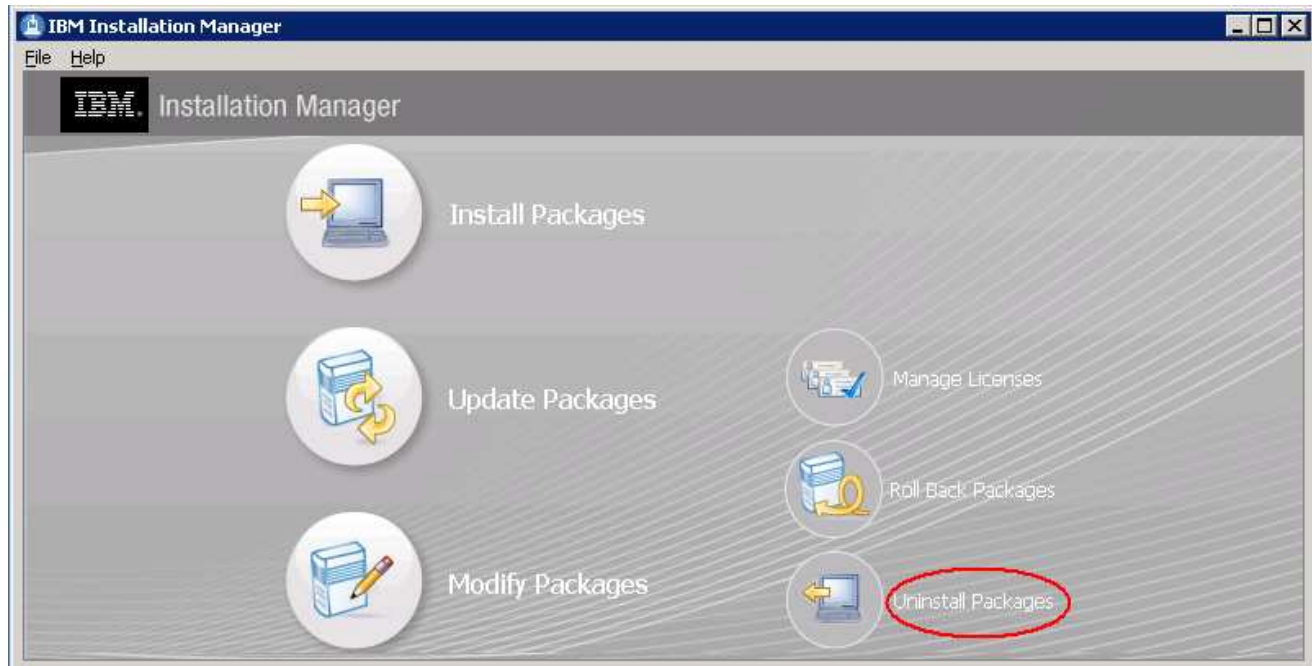 IBM Installation Manager
File Help
IBM. Installation Manager
Install Packages
Update Packages
Manage Licenses
Roll Back Packages
Modify Packages
Uninstall Packages